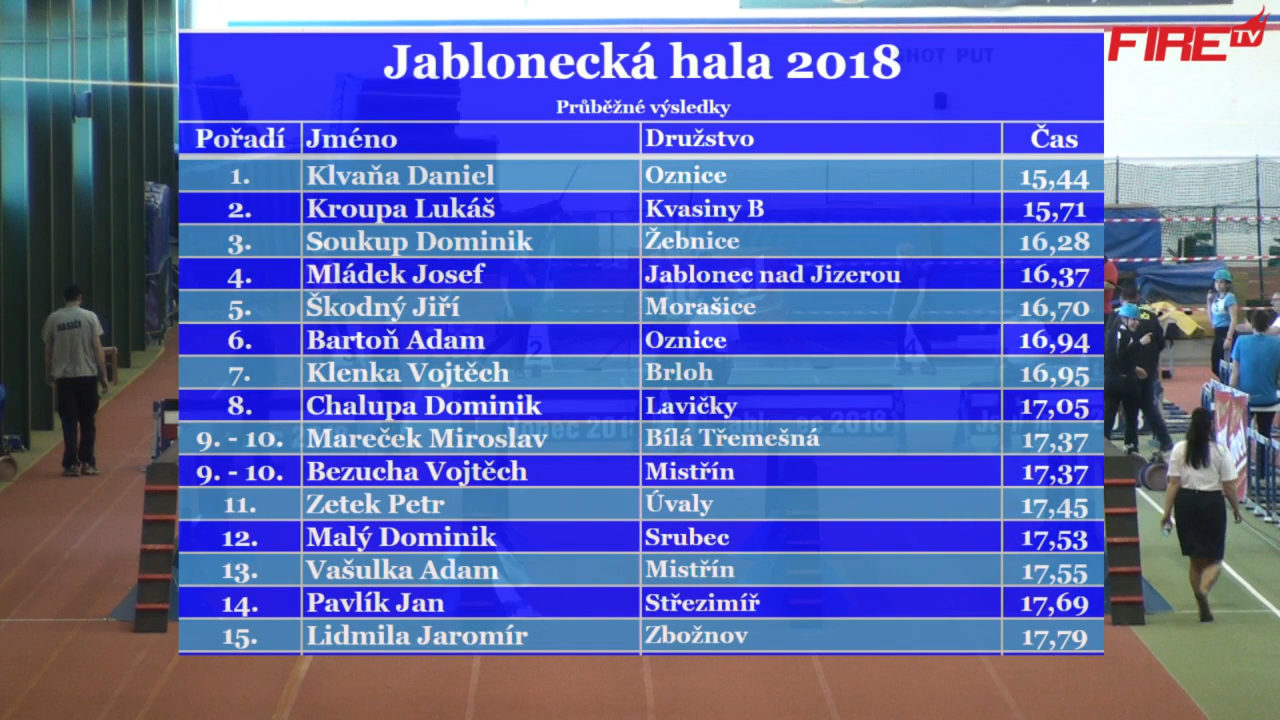 FIRE TV
SHOT PUT
Jablonecká hala 2018
Průběžné výsledky
Pořadí Jméno Družstvo Čas
1. Klvaňa Daniel Oznice 15,44
2. Kroupa Lukáš Kvasiny B 15,71
3. Soukup Dominik Žebnice 16,28
4. Mládek Josef Jablonec nad Jizerou 16,37
5. Škodný Jiří Morašice 16,70
6. Bartoň Adam Oznice 16,94
7. Klenka Vojtěch Brloh 16,95
8. Chalupa Dominik Lavičky 17,05
9. - 10. Mareček Miroslav Bílá Třemešná 17,37
9. - 10. Bezucha Vojtěch Mistřín 17,37
11. Zetek Petr Úvaly 17,45
12. Malý Dominik Srubec 17,53
13. Vašulka Adam Mistřín 17,55
14. Pavlík Jan Střezimíř 17,69
15. Lidmila Jaromír Zbožnov 17,79
HASIČI
2
4